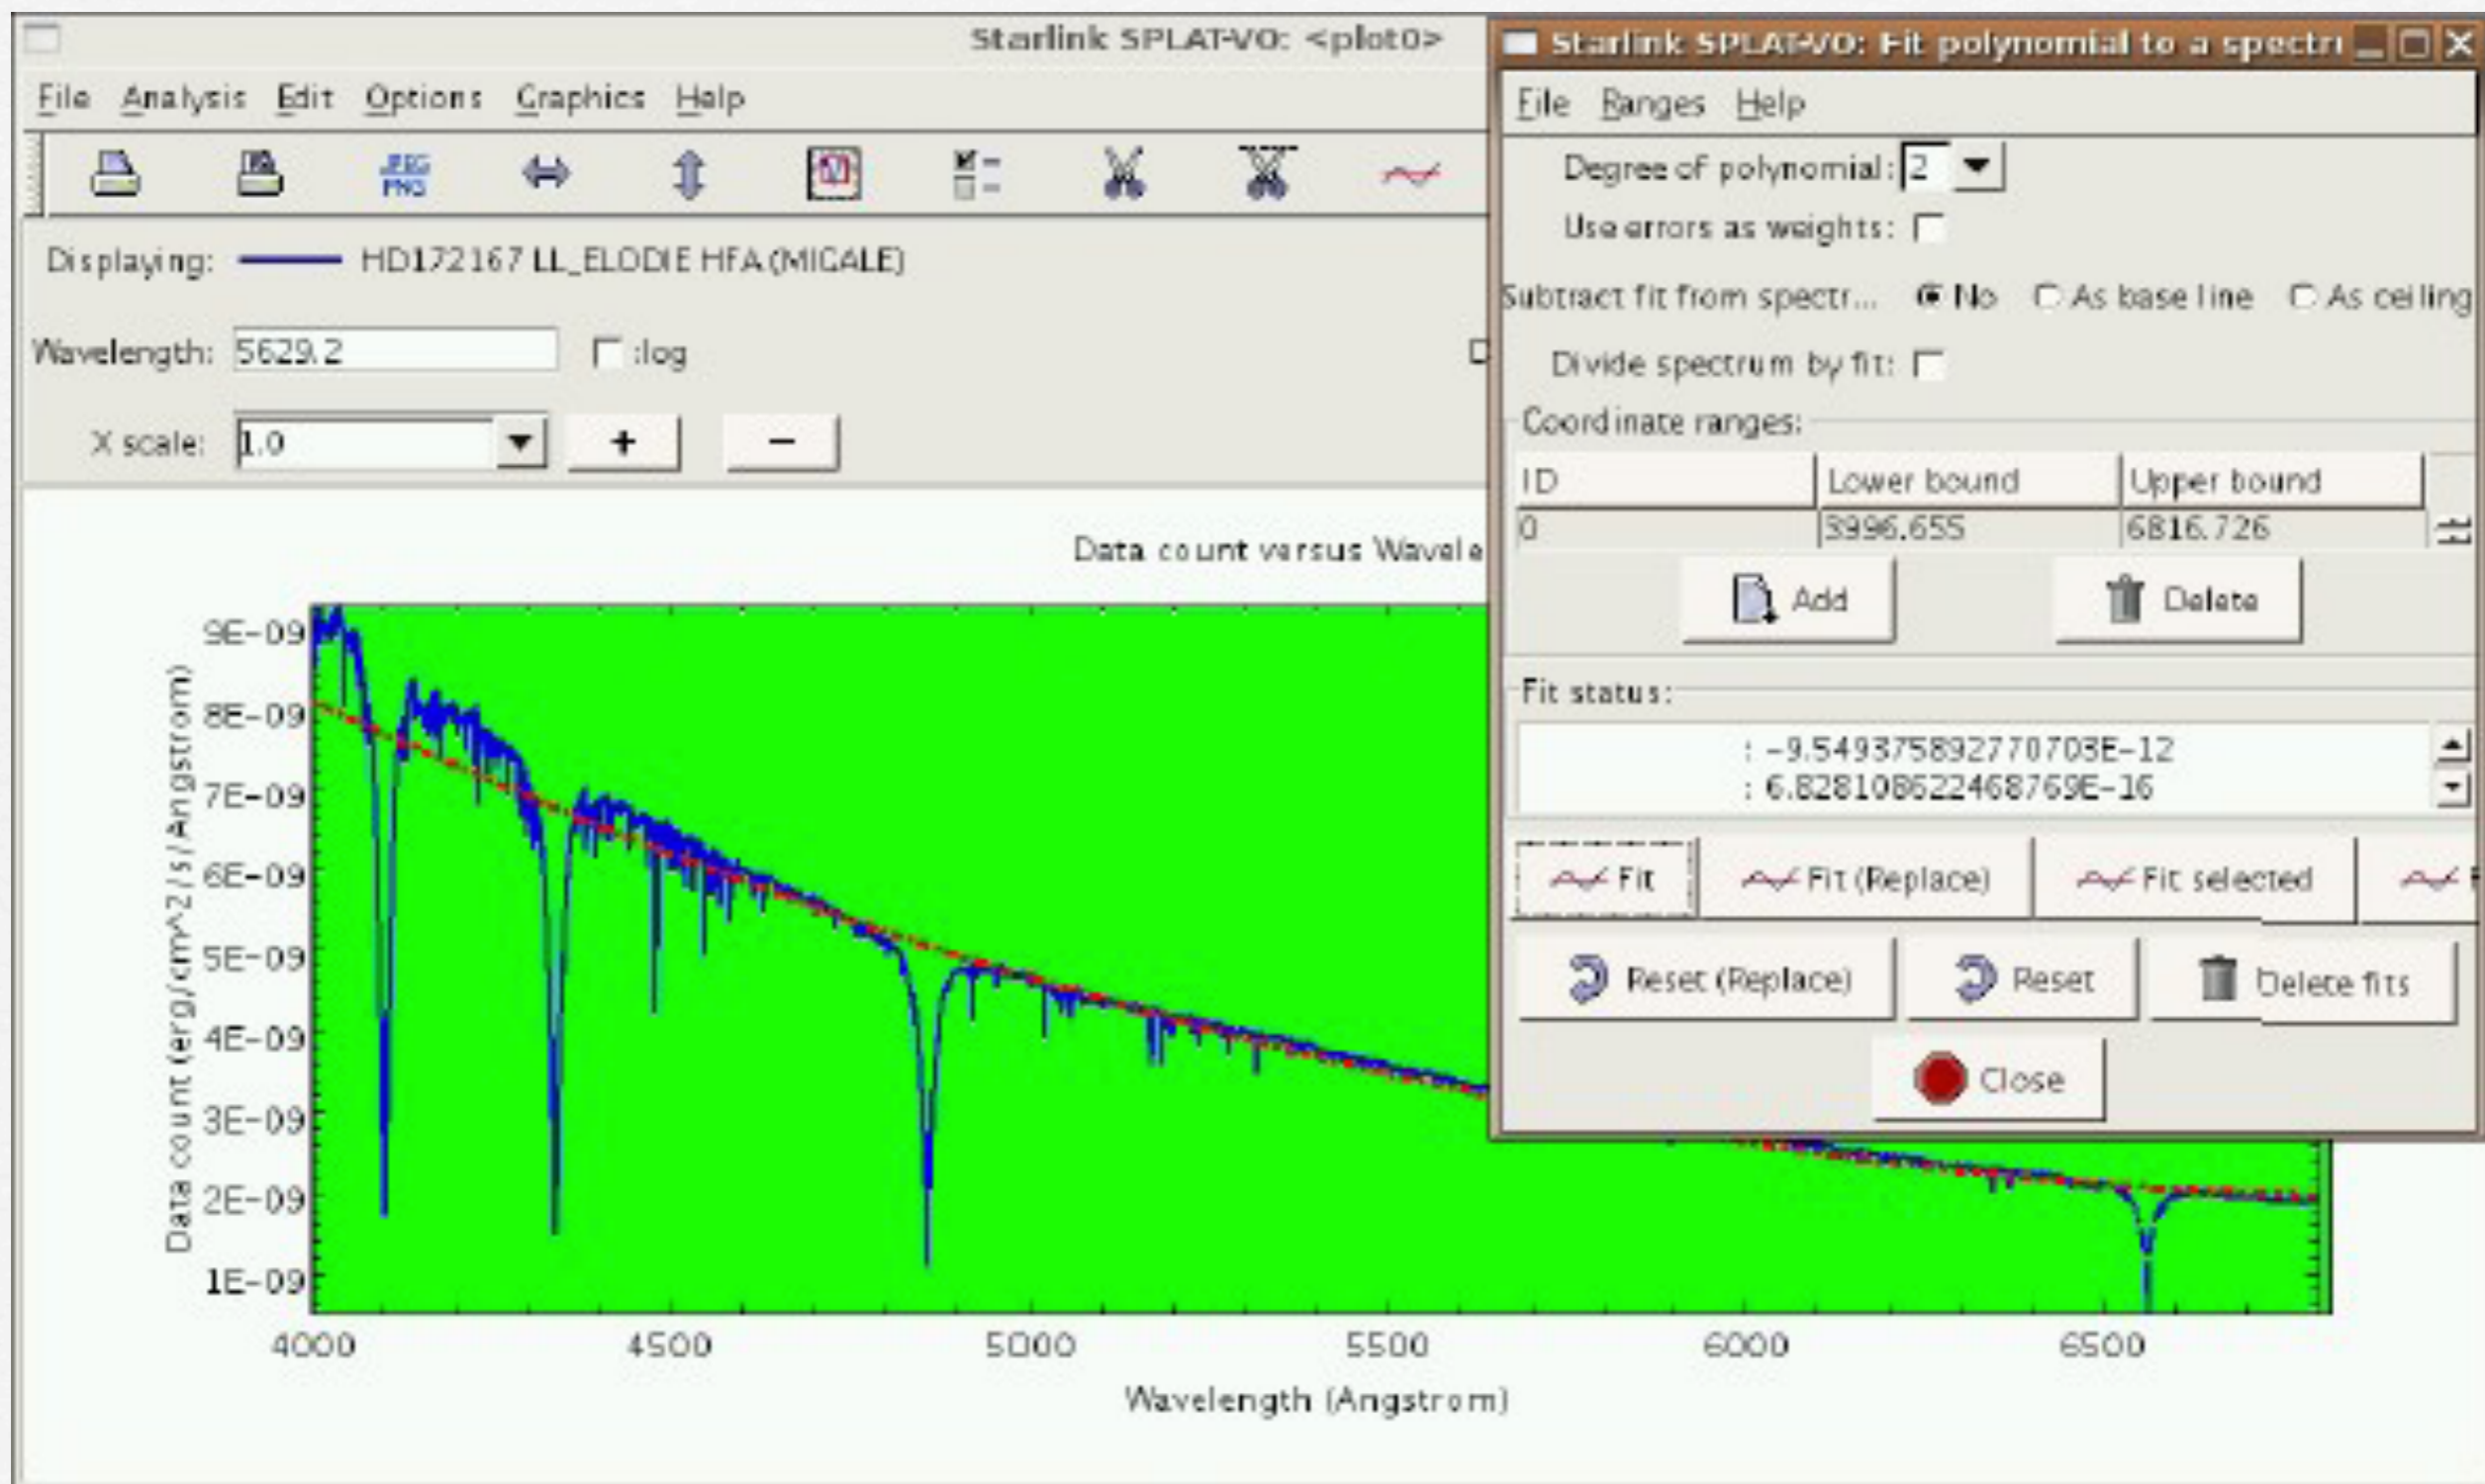 Starlink SPLAT-VO: <plot0>
File Analysis Edit Options Graphics Help
JPEG
PNG
Displaying: HD172167 LL_ELODIE HFA (MIGALE)
Wavelength: 5629.2 :log
X scale: 1.0 + -
Data count versus Wavele
Data count (erg/cm^2/s/Angstrom)
9E-09
8E-09
7E-09
6E-09
5E-09
4E-09
3E-09
2E-09
1E-09
4000 4500 5000 5500 6000 6500
Wavelength (Angstrom)
Starlink SPLAT-VO: Fit polynomial to a spectr
File Ranges Help
Degree of polynomial: 2
Use errors as weights:
Subtract fit from spectr... No As base line As ceiling
Divide spectrum by fit:
Coordinate ranges:
ID Lower bound Upper bound
0 3996.655 6816.726
Add Delete
Fit status:
: -9.549375892770703E-12
: 6.828108622468769E-16
Fit Fit (Replace) Fit selected
Reset (Replace) Reset Delete fits
Close